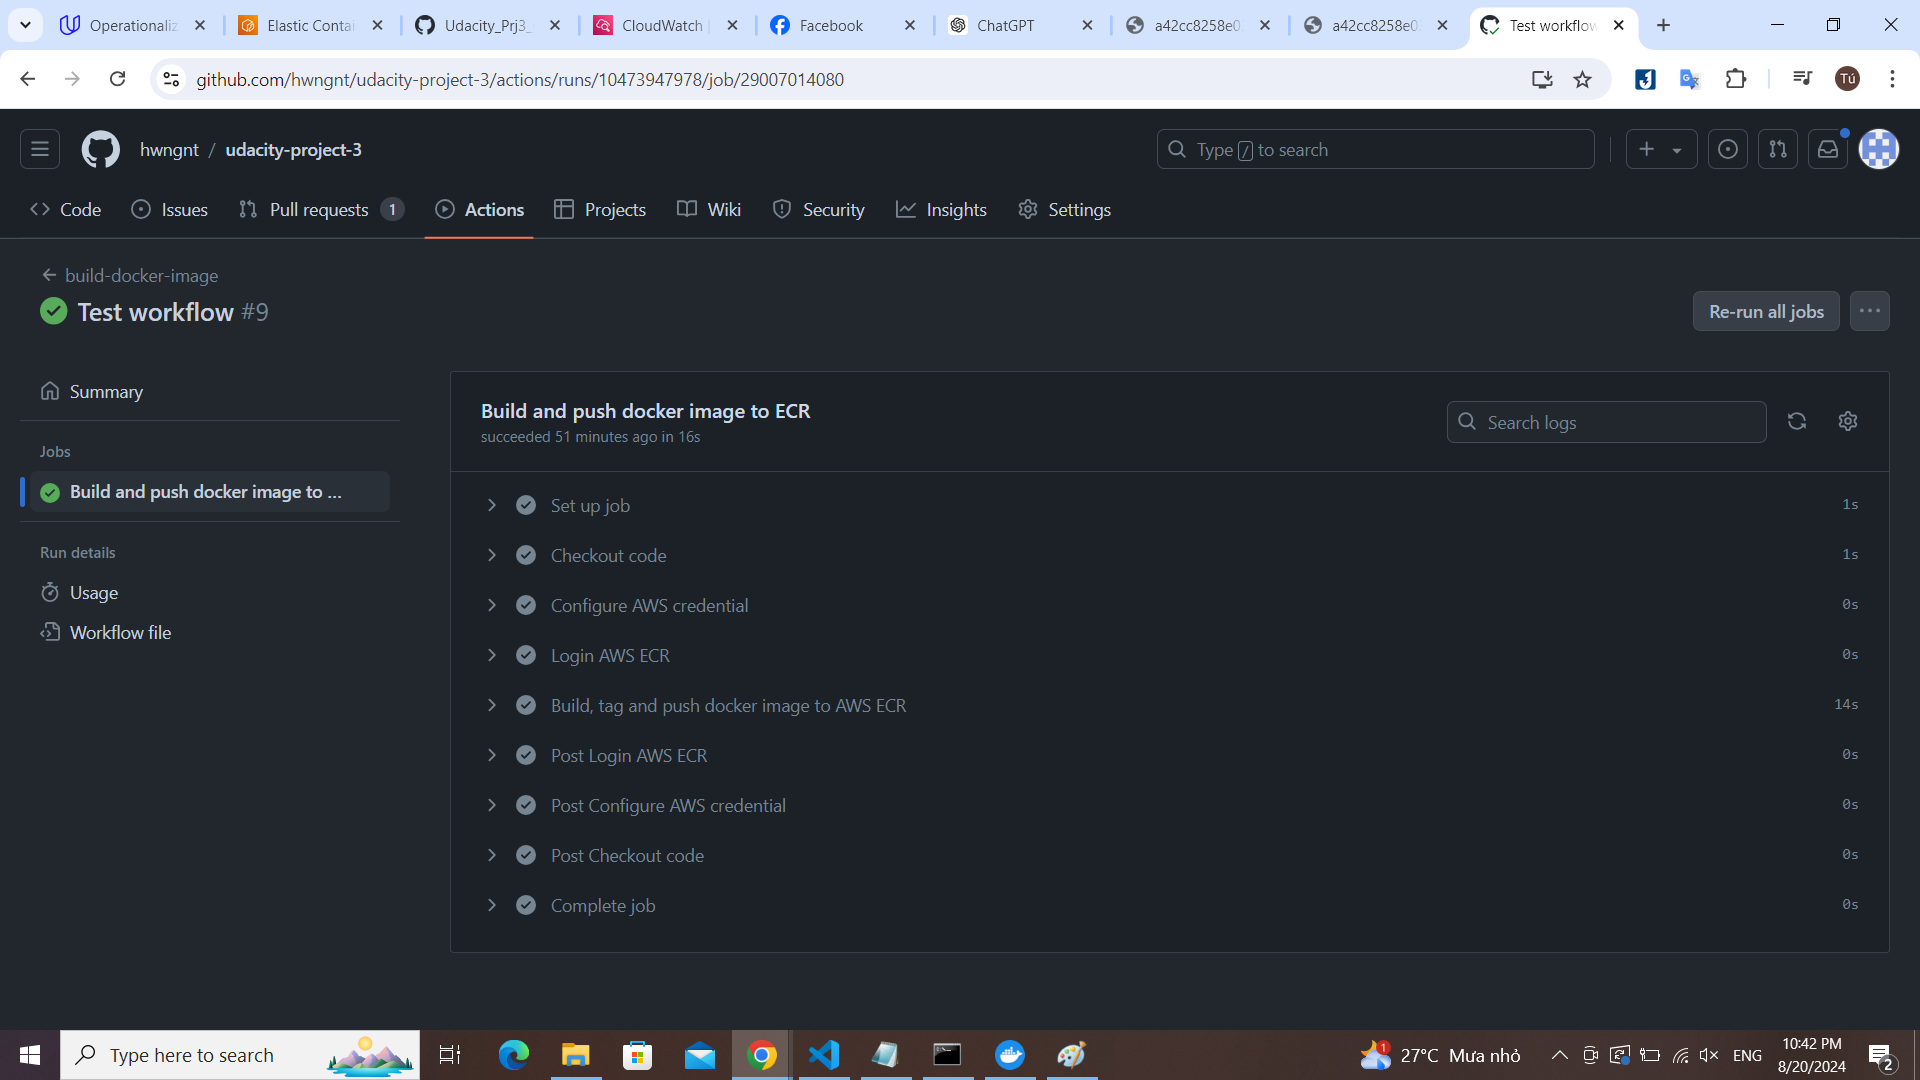 Operationaliz
Elastic Contai
Udacity_Prj3_
CloudWatch |
Facebook
ChatGPT
a42cc8258e0
a42cc8258e0
Test workflow
github.com/hwngnt/udacity-project-3/actions/runs/10473947978/job/29007014080
Tú
hwngnt / udacity-project-3
Type / to search
Code
Issues
Pull requests 1
Actions
Projects
Wiki
Security
Insights
Settings
build-docker-image
Test workflow #9
Re-run all jobs
Summary
Jobs
Build and push docker image to ...
Run details
Usage
Workflow file
Build and push docker image to ECR
succeeded 51 minutes ago in 16s
Search logs
Set up job 1s
Checkout code 1s
Configure AWS credential 0s
Login AWS ECR 0s
Build, tag and push docker image to AWS ECR 14s
Post Login AWS ECR 0s
Post Configure AWS credential 0s
Post Checkout code 0s
Complete job 0s
Type here to search
1
27°C Mưa nhỏ
ENG
10:42 PM
8/20/2024
2